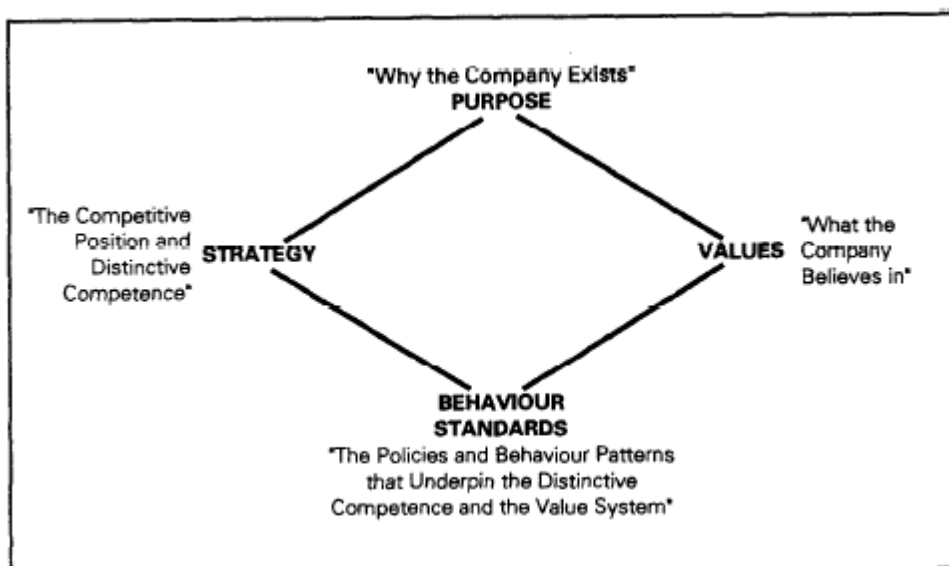 "Why the Company Exists"
PURPOSE
"The Competitive
Position and
Distinctive
Competence"
STRATEGY
VALUES
"What the
Company
Believes in"
BEHAVIOUR
STANDARDS
"The Policies and Behaviour Patterns
that Underpin the Distinctive
Competence and the Value System"